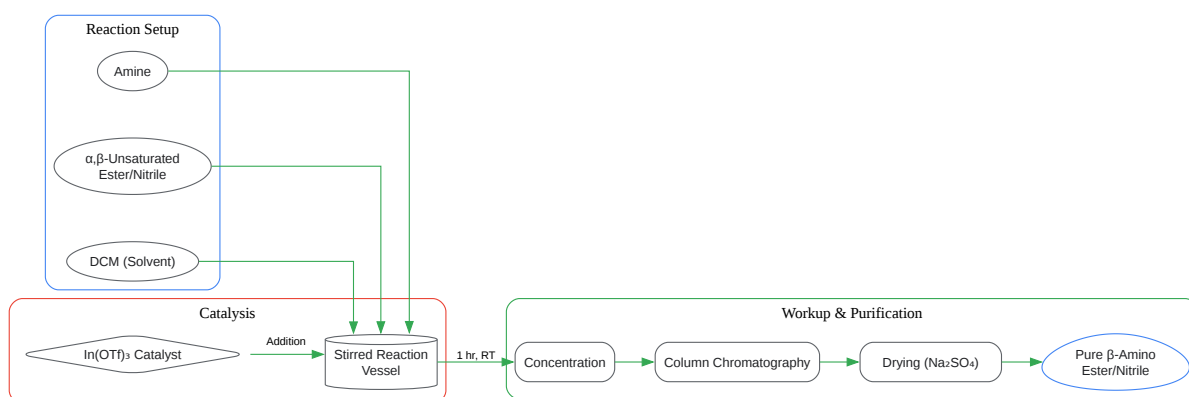 Reaction Setup
Amine
α,β-Unsaturated
Ester/Nitrile
DCM (Solvent)
Catalysis
In(OTf)₃ Catalyst
Addition
Stirred Reaction
Vessel
1 hr, RT
Workup & Purification
Concentration
Column Chromatography
Drying (Na₂SO₄)
Pure β-Amino
Ester/Nitrile